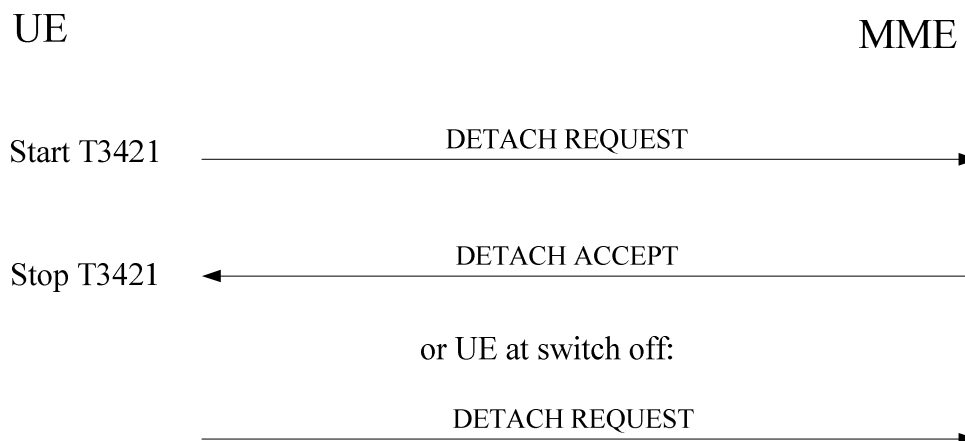 UE
MME
Start T3421
DETACH REQUEST
Stop T3421
DETACH ACCEPT
or UE at switch off:
DETACH REQUEST